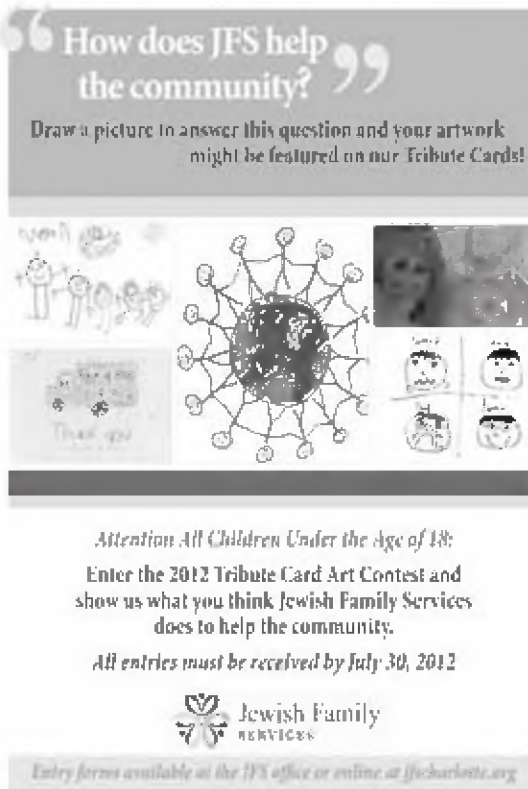 “How does JFS help
the community?”
Draw a picture to answer this question and your artwork
might be featured on our Tribute Cards!
Thank you
Attention All Children Under the Age of 18:
Enter the 2012 Tribute Card Art Contest and
show us what you think Jewish Family Services
does to help the community.
All entries must be received by July 30, 2012
Jewish Family
SERVICES
Entry forms available at the JFS office or online at jfscharlotte.org